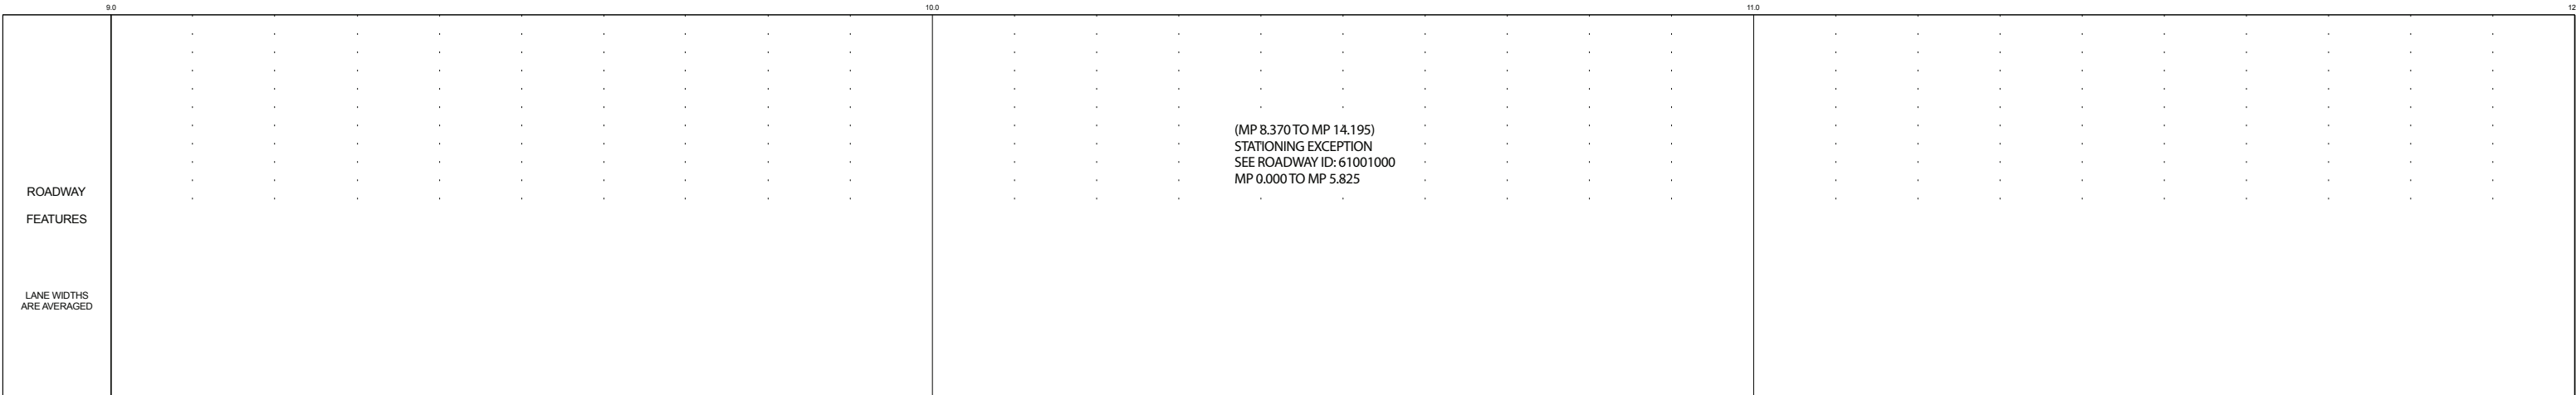 9.0
10.0
11.0
12
(MP 8.370 TO MP 14.195)
STATIONING EXCEPTION
SEE ROADWAY ID: 61001000
MP 0.000 TO MP 5.825
ROADWAY
FEATURES
LANE WIDTHS
ARE AVERAGED